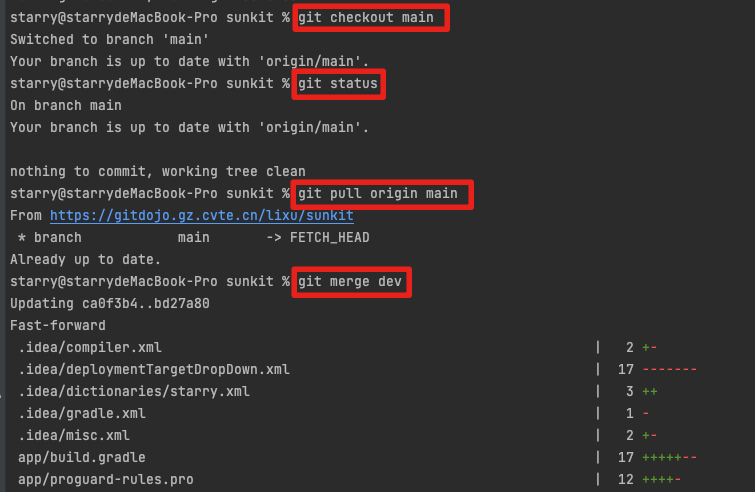 starry@starrydeMacBook-Pro sunkit % git checkout main
Switched to branch 'main'
Your branch is up to date with 'origin/main'.
starry@starrydeMacBook-Pro sunkit % git status
On branch main
Your branch is up to date with 'origin/main'.
nothing to commit, working tree clean
starry@starrydeMacBook-Pro sunkit % git pull origin main
From https://gitdojo.gz.cvte.cn/lixu/sunkit
 * branch            main       -> FETCH_HEAD
Already up to date.
starry@starrydeMacBook-Pro sunkit % git merge dev
Updating ca0f3b4..bd27a80
Fast-forward
 .idea/compiler.xml | 2 +-
 .idea/deploymentTargetDropDown.xml | 17 -------
 .idea/dictionaries/starry.xml | 3 ++
 .idea/gradle.xml | 1 -
 .idea/misc.xml | 2 +-
 app/build.gradle | 17 +++++--
 app/proguard-rules.pro | 12 ++++-